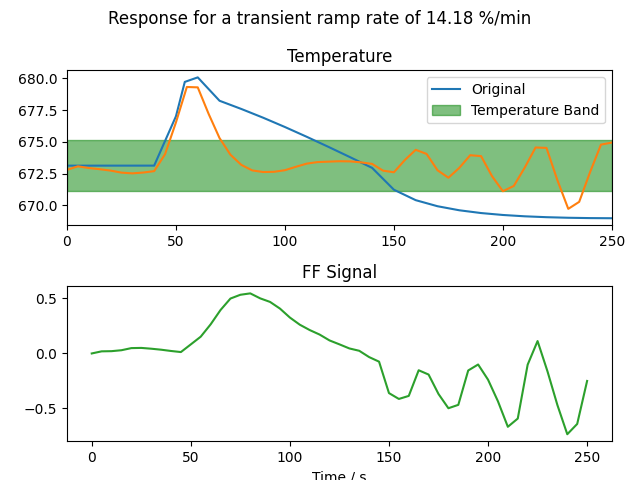 Response for a transient ramp rate of 14.18 %/min
Temperature
680.0
677.5
675.0
672.5
670.0
Original
Temperature Band
0 50 100 150 200 250
FF Signal
0.5
0.0
−0.5
0 50 100 150 200 250
Time / s